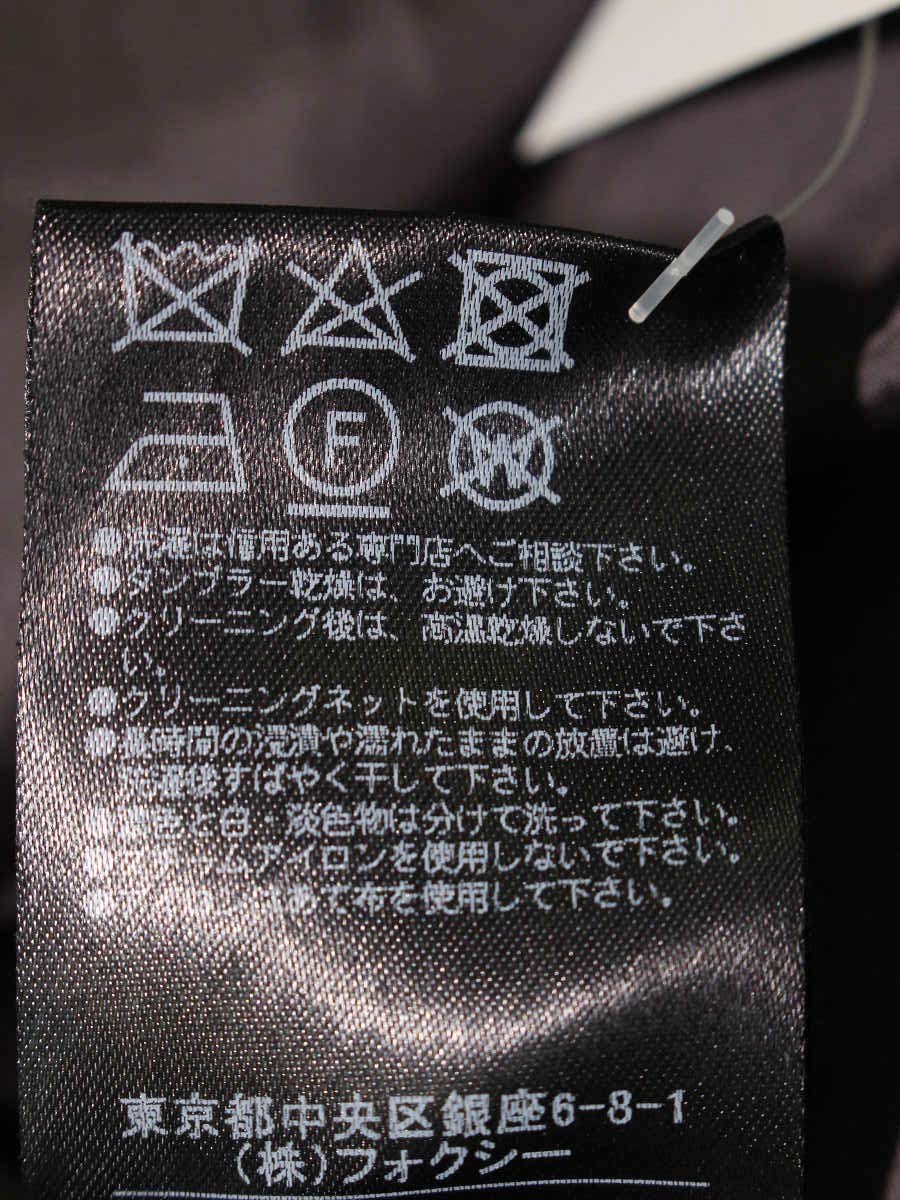 F
W
●洗濯は信用ある専門店へご相談下さい。
●タンブラー乾燥は、お避け下さい。
●クリーニング後は、高温乾燥しないで下さ
い。
●クリーニングネットを使用して下さい。
●長時間の浸漬や濡れたままの放置は避け、
洗濯後すばやく干して下さい。
色と白・淡色物は分けて洗って下さい。
チームアイロンを使用しないで下さい。
あて布を使用して下さい。
東京都中央区銀座6-8-1
(株)フォクシー